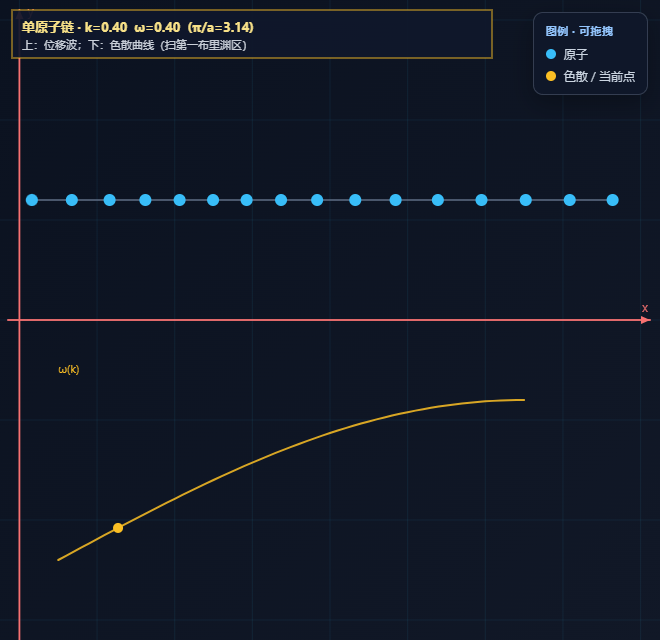 单原子链 · k=0.40 ω=0.40 (π/a=3.14)
上：位移波；下：色散曲线（扫第一布里渊区）
图例 · 可拖拽
原子
色散 / 当前点
x
ω(k)